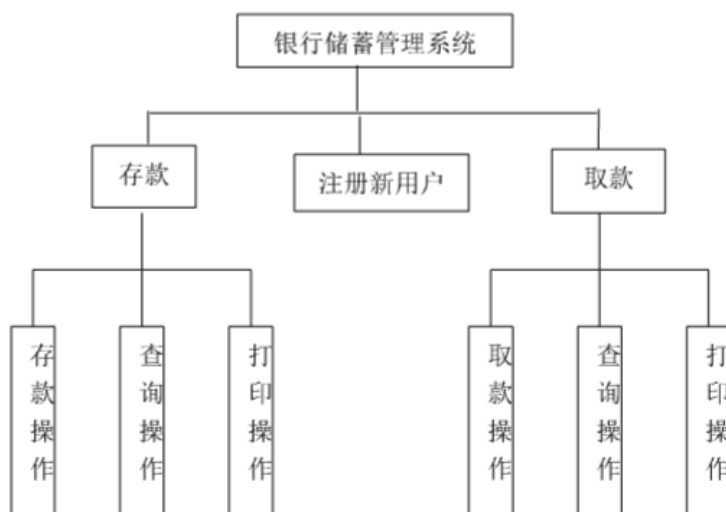 银行储蓄管理系统
存款
注册新用户
取款
存款操作
查询操作
打印操作
取款操作
查询操作
打印操作